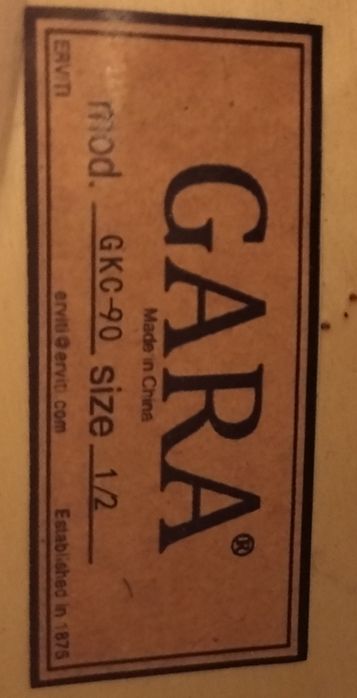 GARA®
Made in China
mod. GKC-90 size 1/2
ERVITI erviti@erviti.com Established in 1875